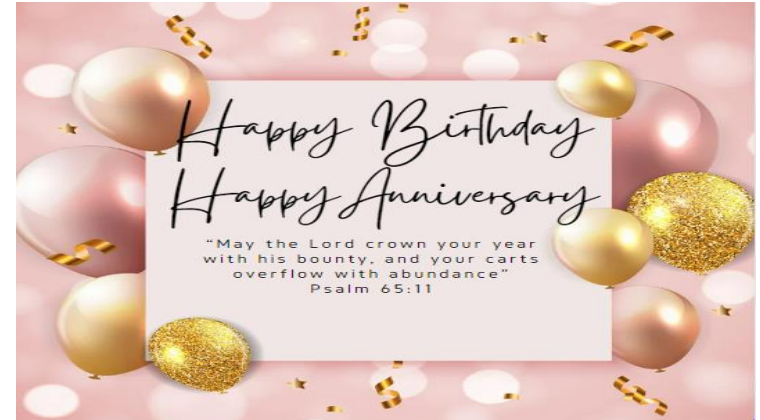 Happy Birthday
Happy Anniversary
"May the Lord crown your year
with his bounty, and your carts
overflow with abundance"
Psalm 65:11